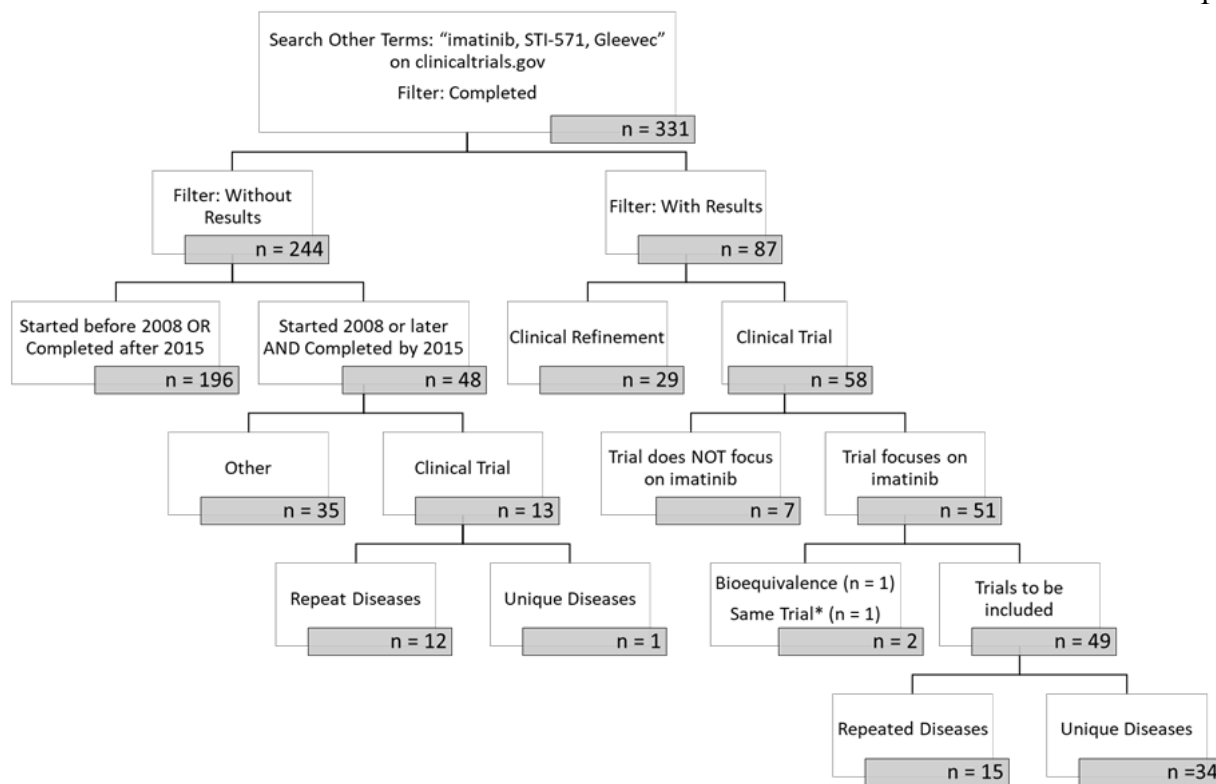 Search Other Terms: “imatinib, STI-571, Gleevec”
on clinicaltrials.gov
Filter: Completed
n = 331
Filter: Without
Results
n = 244
Filter: With Results
n = 87
Started before 2008 OR
Completed after 2015
n = 196
Started 2008 or later
AND Completed by 2015
n = 48
Clinical Refinement
n = 29
Clinical Trial
n = 58
Other
n = 35
Clinical Trial
n = 13
Trial does NOT focus
on imatinib
n = 7
Trial focuses on
imatinib
n = 51
Repeat Diseases
n = 12
Unique Diseases
n = 1
Bioequivalence (n = 1)
Same Trial* (n = 1)
n = 2
Trials to be
included
n = 49
Repeated Diseases
n = 15
Unique Diseases
n =34